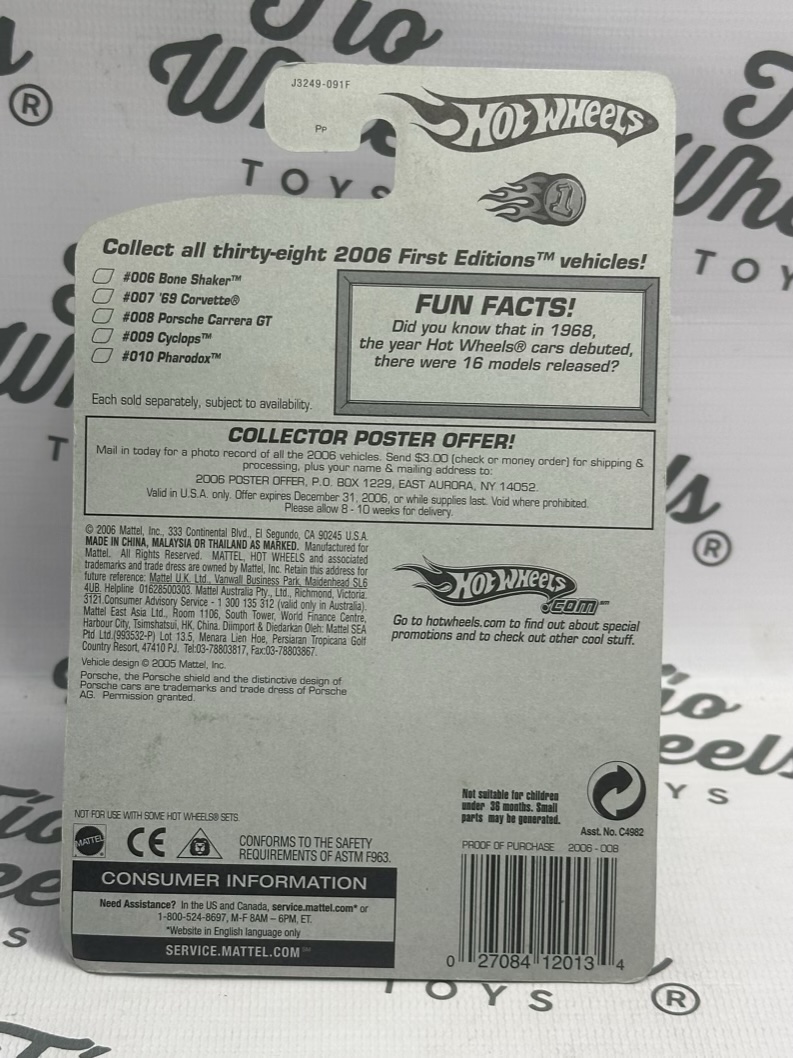 J3249-091F
Pp
HOT WHEELS
1
Collect all thirty-eight 2006 First Editions™ vehicles!
#006 Bone Shaker™
#007 '69 Corvette®
#008 Porsche Carrera GT
#009 Cyclops™
#010 Pharodox™
Each sold separately, subject to availability.
FUN FACTS!
Did you know that in 1968,
the year Hot Wheels® cars debuted,
there were 16 models released?
COLLECTOR POSTER OFFER!
Mail in today for a photo record of all the 2006 vehicles. Send $3.00 (check or money order) for shipping &
processing, plus your name & mailing address to:
2006 POSTER OFFER, P.O. BOX 1229, EAST AURORA, NY 14052.
Valid in U.S.A. only. Offer expires December 31, 2006, or while supplies last. Void where prohibited.
Please allow 8 - 10 weeks for delivery.
© 2006 Mattel, Inc., 333 Continental Blvd., El Segundo, CA 90245 U.S.A.
MADE IN CHINA, MALAYSIA OR THAILAND AS MARKED. Manufactured for
Mattel. All Rights Reserved. MATTEL, HOT WHEELS and associated
trademarks and trade dress are owned by Mattel, Inc. Retain this address for
future reference: Mattel U.K. Ltd., Vanwall Business Park, Maidenhead SL6
4UB. Helpline 01628500303. Mattel Australia Pty., Ltd., Richmond, Victoria.
3121.Consumer Advisory Service - 1 300 135 312 (valid only in Australia).
Mattel East Asia Ltd., Room 1106, South Tower, World Finance Centre,
Harbour City, Tsimshatsui, HK, China. Diimport & Diedarkan Oleh: Mattel SEA
Ptd Ltd.(993532-P) Lot 13.5, Menara Lien Hoe, Persiaran Tropicana Golf
Country Resort, 47410 PJ. Tel:03-78803817, Fax:03-78803867.
Vehicle design © 2005 Mattel, Inc.
Porsche, the Porsche shield and the distinctive design of
Porsche cars are trademarks and trade dress of Porsche
AG. Permission granted.
HOT WHEELS
.COM
Go to hotwheels.com to find out about special
promotions and to check out other cool stuff.
Not suitable for children
under 36 months. Small
parts may be generated.
Asst. No. C4982
NOT FOR USE WITH SOME HOT WHEELS® SETS.
MATTEL
CE
CONFORMS TO THE SAFETY
REQUIREMENTS OF ASTM F963.
CONSUMER INFORMATION
Need Assistance? In the US and Canada, service.mattel.com* or
1-800-524-8697, M-F 8AM – 6PM, ET.
*Website in English language only
SERVICE.MATTEL.COM
PROOF OF PURCHASE 2006 - 008
0 27084 12013 4
Tio
Wheels
TOYS
®